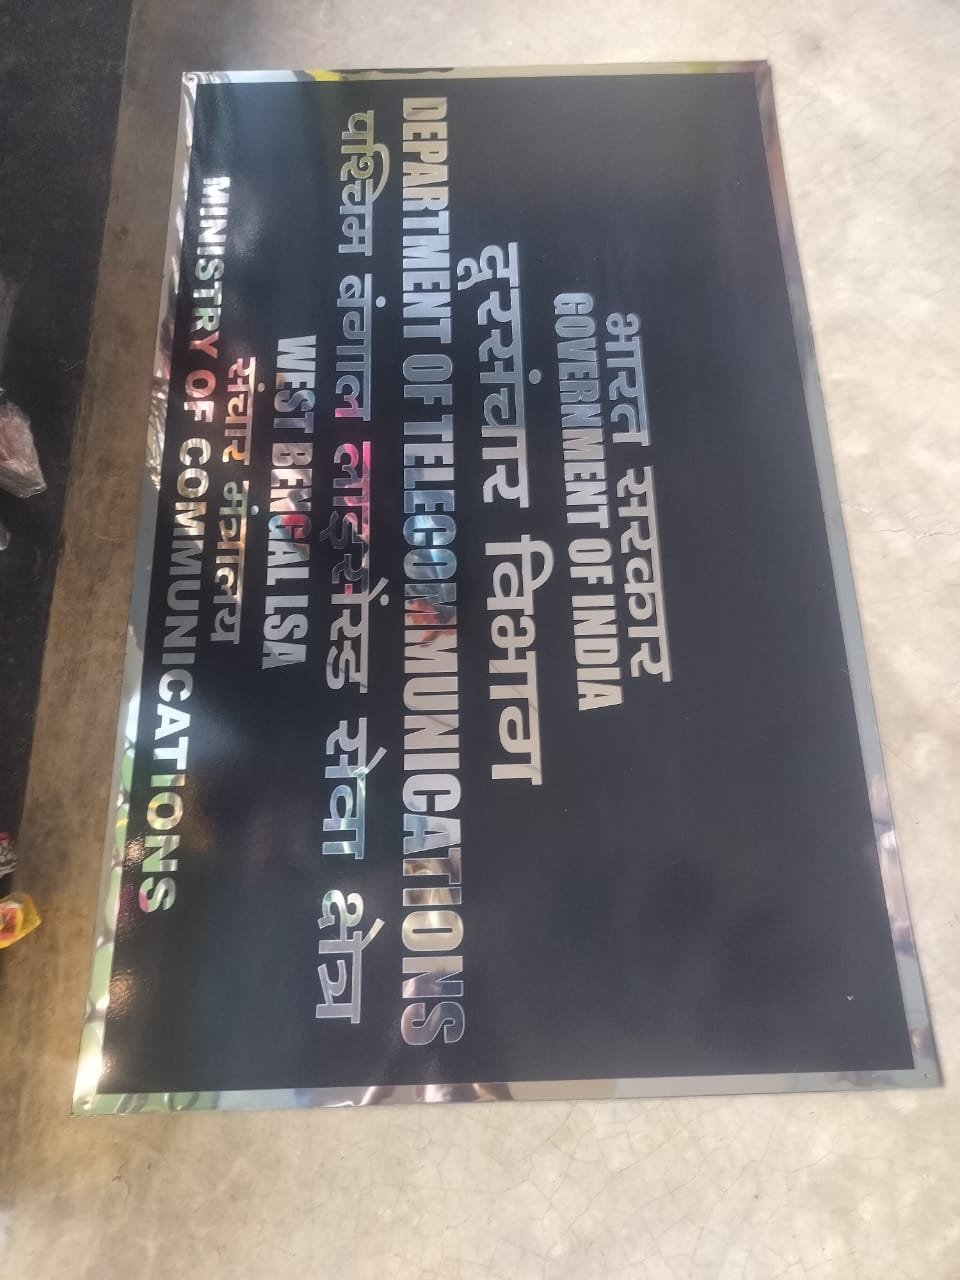 भारत सरकार
GOVERNMENT OF INDIA
दूरसंचार विभाग
DEPARTMENT OF TELECOMMUNICATIONS
पश्चिम बंगाल लाइसेंस्ड सेवा क्षेत्र
WEST BENGAL LSA
संचार मंत्रालय
MINISTRY OF COMMUNICATIONS